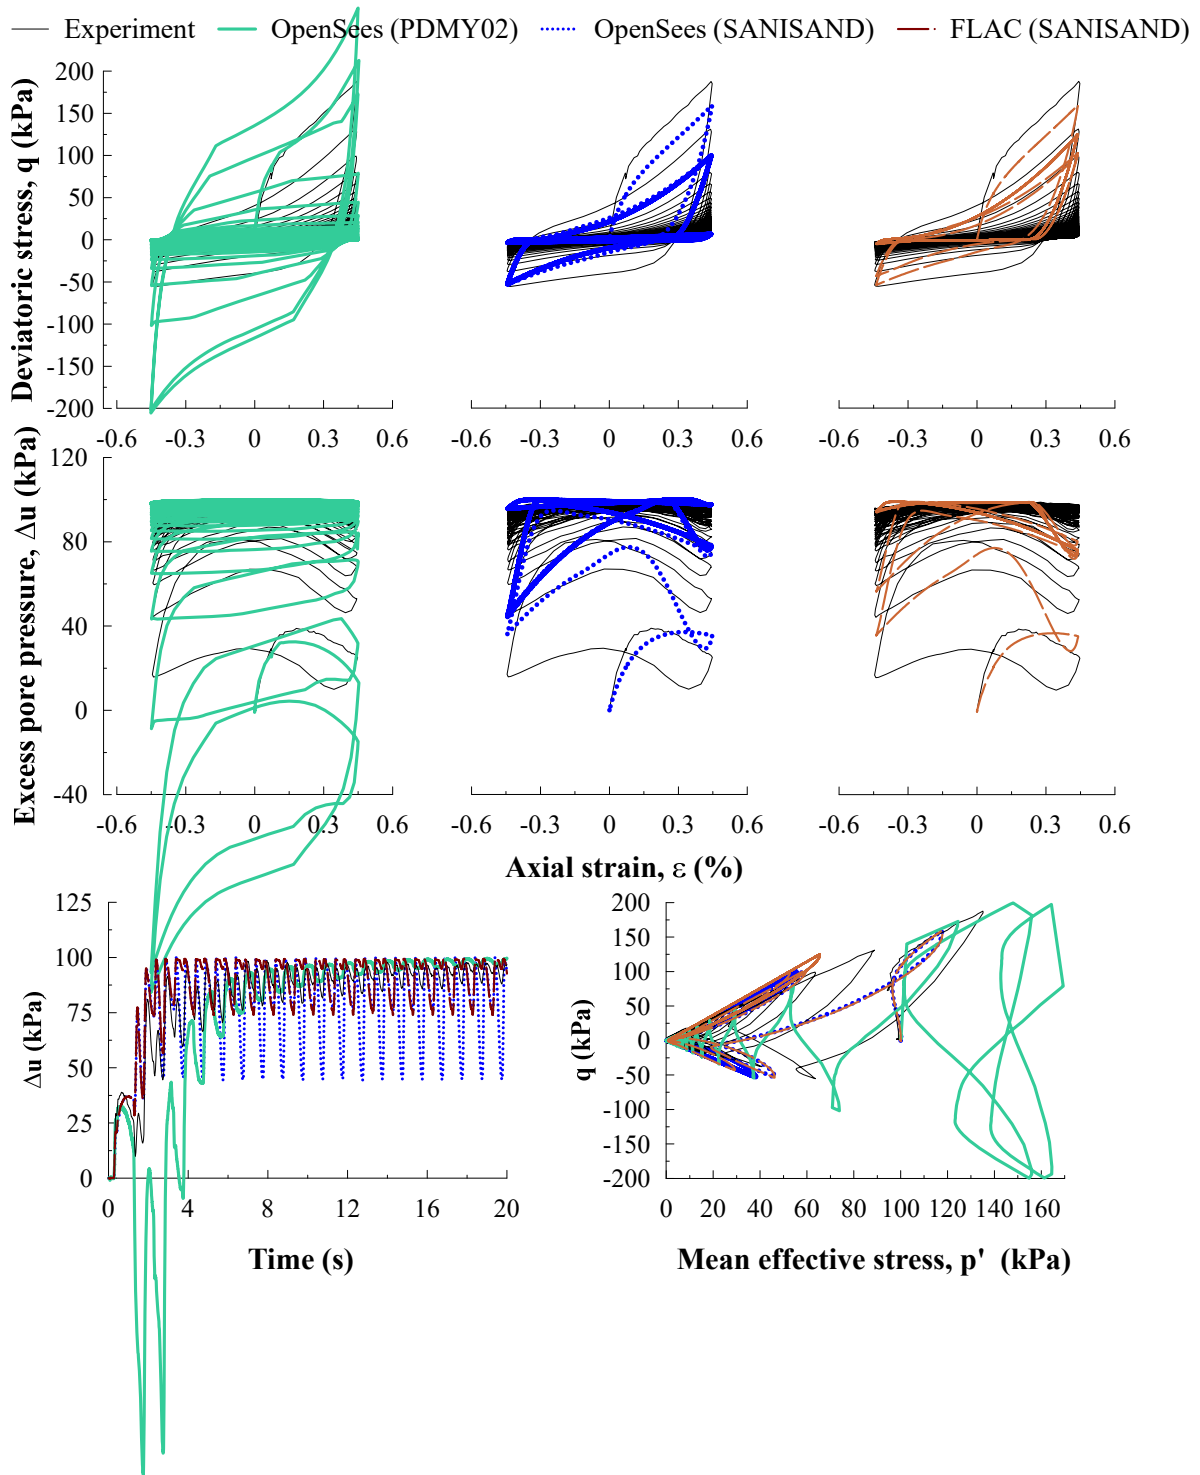 Experiment OpenSees (PDMY02) OpenSees (SANISAND) FLAC (SANISAND)
Deviatoric stress, q (kPa)
200
150
100
50
0
-50
-100
-150
-200
-0.6 -0.3 0 0.3 0.6 -0.6 -0.3 0 0.3 0.6 -0.6 -0.3 0 0.3 0.6
Excess pore pressure, Δu (kPa)
120
80
40
0
-40
-0.6 -0.3 0 0.3 0.6 -0.6 -0.3 0 0.3 0.6 -0.6 -0.3 0 0.3 0.6
Axial strain, ε (%)
Δu (kPa)
125
100
75
50
25
0
0 4 8 12 16 20
Time (s)
q (kPa)
200
150
100
50
0
-50
-100
-150
-200
0 20 40 60 80 100 120 140 160
Mean effective stress, p' (kPa)